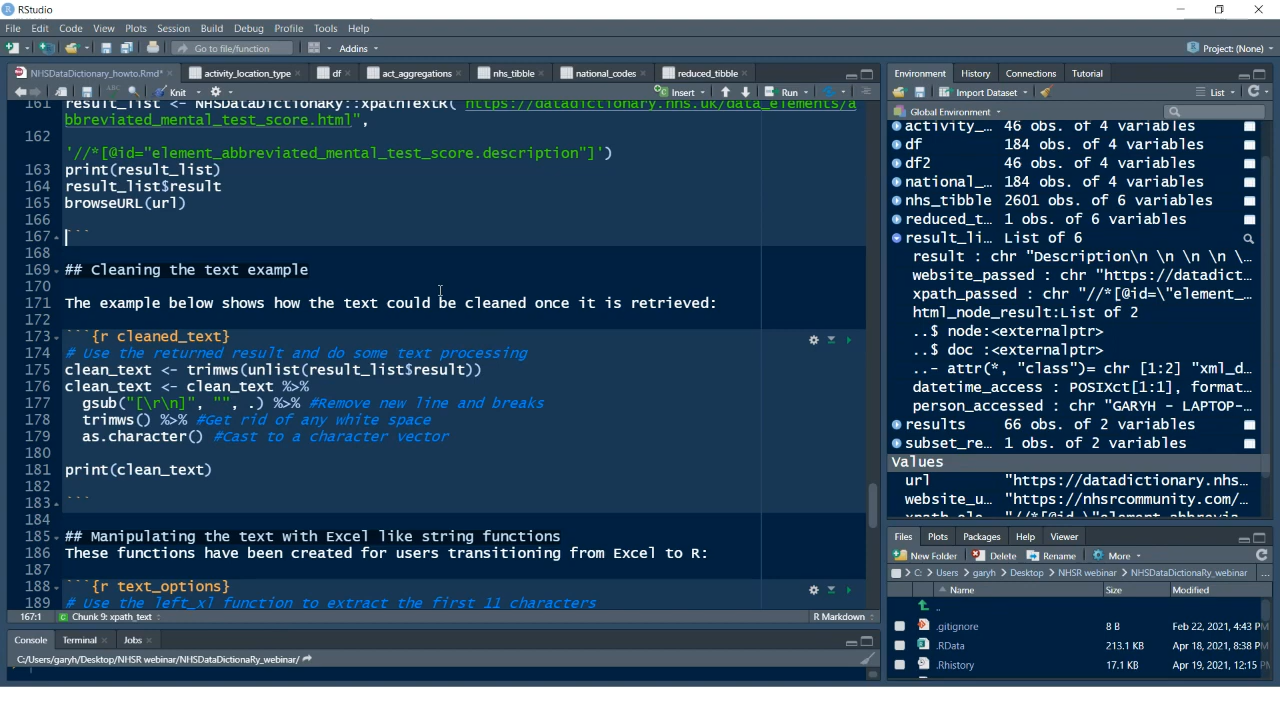 RStudio
File Edit Code View Plots Session Build Debug Profile Tools Help
Go to file/function Addins Project: (None)
NHSDataDictionary_howto.Rmd* activity_location_type df act_aggregations nhs_tibble national_codes reduced_tibble
Knit Insert Run
161 result_list <- NHSDataDictionaRy::xpathTextR("https://datadictionary.nhs.uk/data_elements/a
bbreviated_mental_test_score.html",
162
'//*[@id="element_abbreviated_mental_test_score.description"]')
163 print(result_list)
164 result_list$result
165 browseURL(url)
166
167 ```
168
169 ## Cleaning the text example
170
171 The example below shows how the text could be cleaned once it is retrieved:
172
173 ```{r cleaned_text}
174 # Use the returned result and do some text processing
175 clean_text <- trimws(unlist(result_list$result))
176 clean_text <- clean_text %>%
177 gsub("[\r\n]", "", .) %>% #Remove new line and breaks
178 trimws() %>% #Get rid of any white space
179 as.character() #Cast to a character vector
180
181 print(clean_text)
182
183 ```
184
185 ## Manipulating the text with Excel like string functions
186 These functions have been created for users transitioning from Excel to R:
187
188 ```{r text_options}
189 # Use the left_xl function to extract the first 11 characters
167:1 Chunk 9: xpath_text R Markdown
Console Terminal Jobs
C:/Users/garyh/Desktop/NHSR webinar/NHSDataDictionaRy_webinar/
Environment History Connections Tutorial
Import Dataset List
Global Environment
activity_… 46 obs. of 4 variables
df 184 obs. of 4 variables
df2 46 obs. of 4 variables
national_… 184 obs. of 4 variables
nhs_tibble 2601 obs. of 6 variables
reduced_t… 1 obs. of 6 variables
result_li… List of 6
result : chr "Description\n \n \n \n \…
website_passed : chr "https://datadict…
xpath_passed : chr "//*[@id=\"element_…
html_node_result:List of 2
..$ node:<externalptr>
..$ doc :<externalptr>
..- attr(*, "class")= chr [1:2] "xml_d…
datetime_access : POSIXct[1:1], format…
person_accessed : chr "GARYH - LAPTOP-…
results 66 obs. of 2 variables
subset_re… 1 obs. of 2 variables
Values
url "https://datadictionary.nhs…
website_u… "https://nhsrcommunity.com/…
Files Plots Packages Help Viewer
New Folder Delete Rename More
C: > Users > garyh > Desktop > NHSR webinar > NHSDataDictionaRy_webinar ...
Name Size Modified
..
.gitignore 8 B Feb 22, 2021, 4:43 PM
.RData 213.1 KB Apr 18, 2021, 8:38 PM
.Rhistory 17.1 KB Apr 19, 2021, 12:15